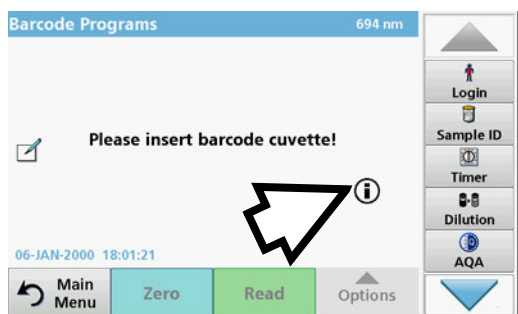 Barcode Programs 694 nm
Please insert barcode cuvette!
i
06-JAN-2000 18:01:21
Main
Menu
Zero
Read
Options
Login
Sample ID
Timer
Dilution
AQA